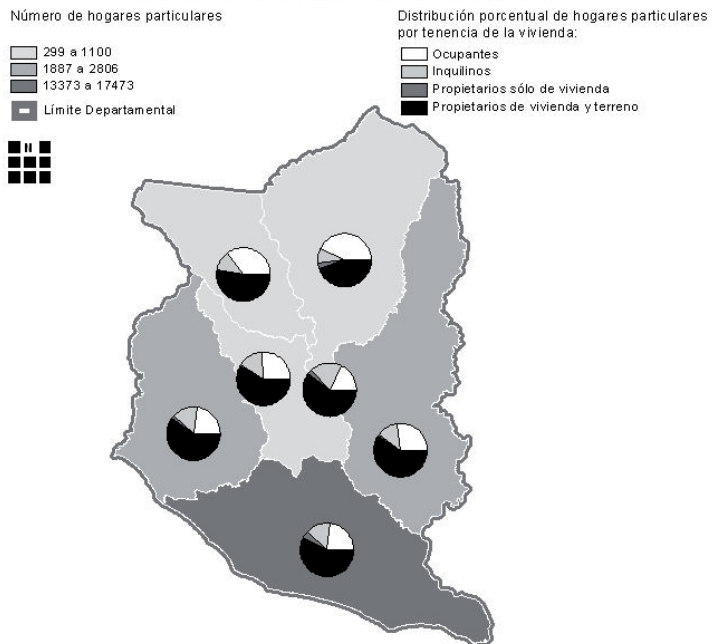 Número de hogares particulares
299 a 1100
1887 a 2806
13373 a 17473
Límite Departamental
N
Distribución porcentual de hogares particulares
por tenencia de la vivienda:
Ocupantes
Inquilinos
Propietarios sólo de vivienda
Propietarios de vivienda y terreno